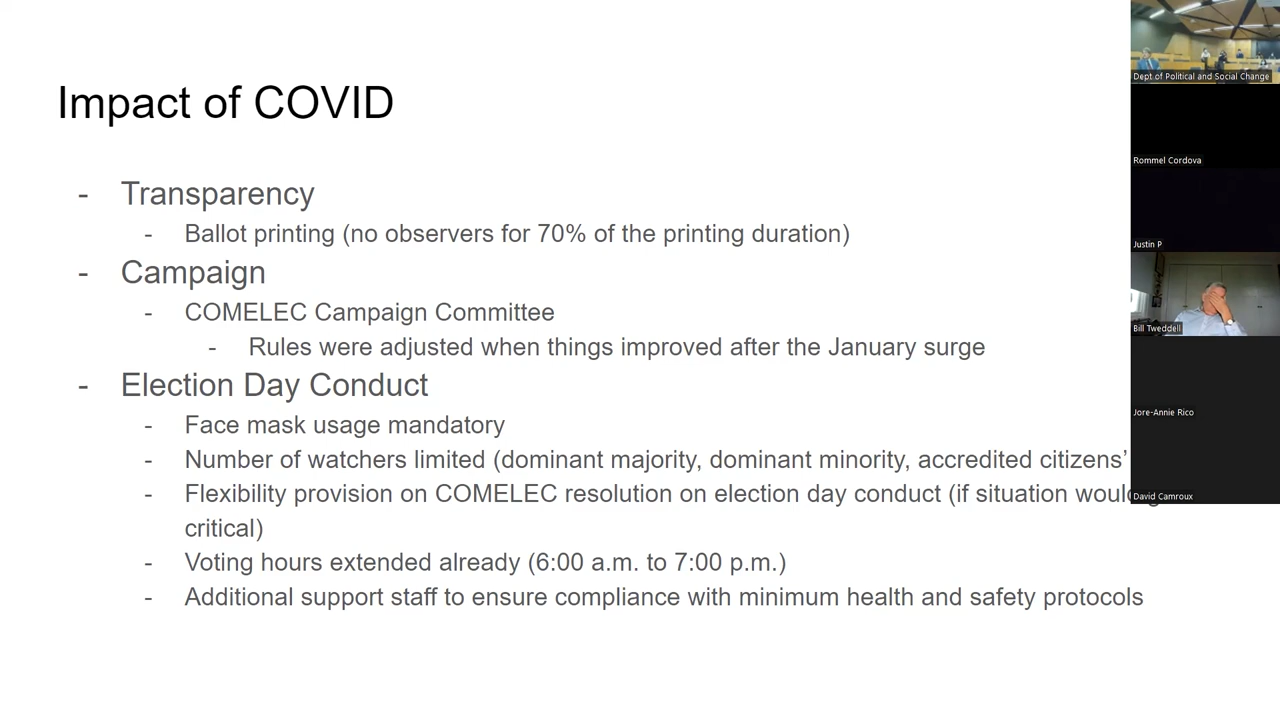 Impact of COVID
- Transparency
- Ballot printing (no observers for 70% of the printing duration)
- Campaign
- COMELEC Campaign Committee
- Rules were adjusted when things improved after the January surge
- Election Day Conduct
- Face mask usage mandatory
- Number of watchers limited (dominant majority, dominant minority, accredited citizens’
- Flexibility provision on COMELEC resolution on election day conduct (if situation would
critical)
- Voting hours extended already (6:00 a.m. to 7:00 p.m.)
- Additional support staff to ensure compliance with minimum health and safety protocols
Dept of Political and Social Change
Rommel Cordova
Justin P
Bill Tweddell
Jore-Annie Rico
David Camroux